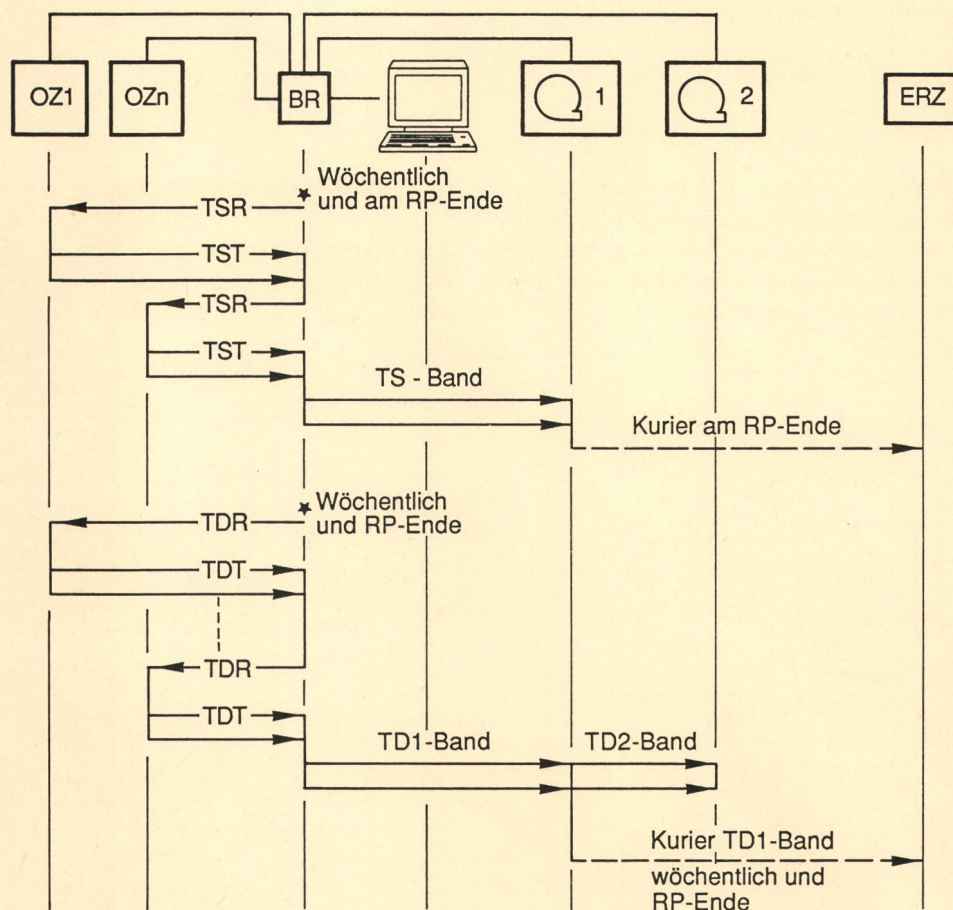 OZ1 OZn BR 1 2 ERZ
Wöchentlich
und am RP-Ende
TSR
TST
TSR
TST
TS - Band
Kurier am RP-Ende
Wöchentlich
und RP-Ende
TDR
TDT
TDR
TDT
TD1-Band TD2-Band
Kurier TD1-Band
wöchentlich und
RP-Ende